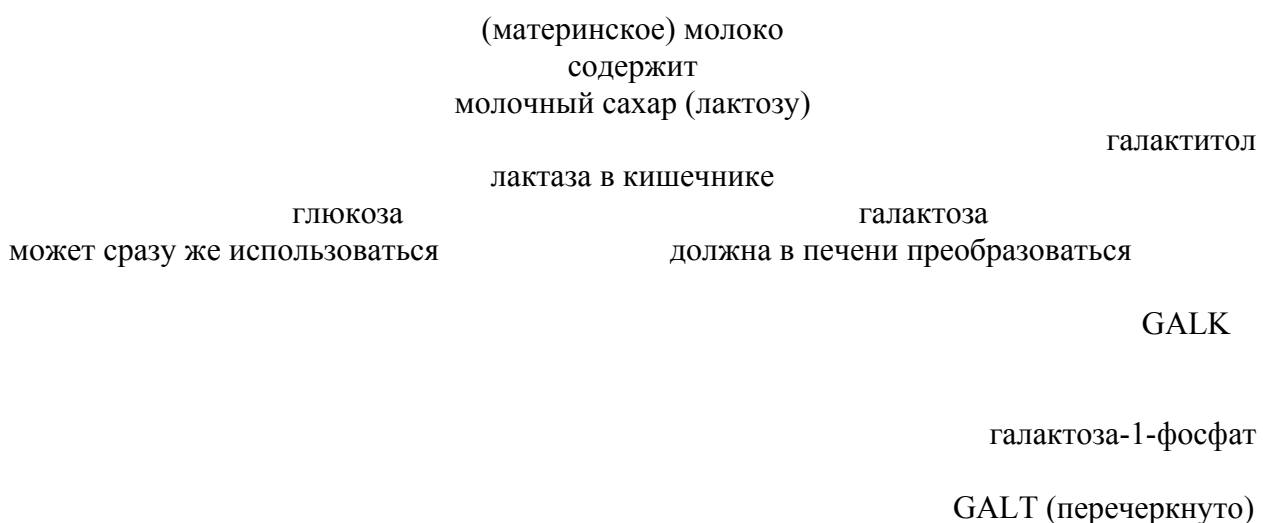 (материнское) молоко
содержит
молочный сахар (лактозу)
галактитол
лактаза в кишечнике
глюкоза галактоза
может сразу же использоваться должна в печени преобразоваться
GALK
галактоза-1-фосфат
GALT (перечеркнуто)